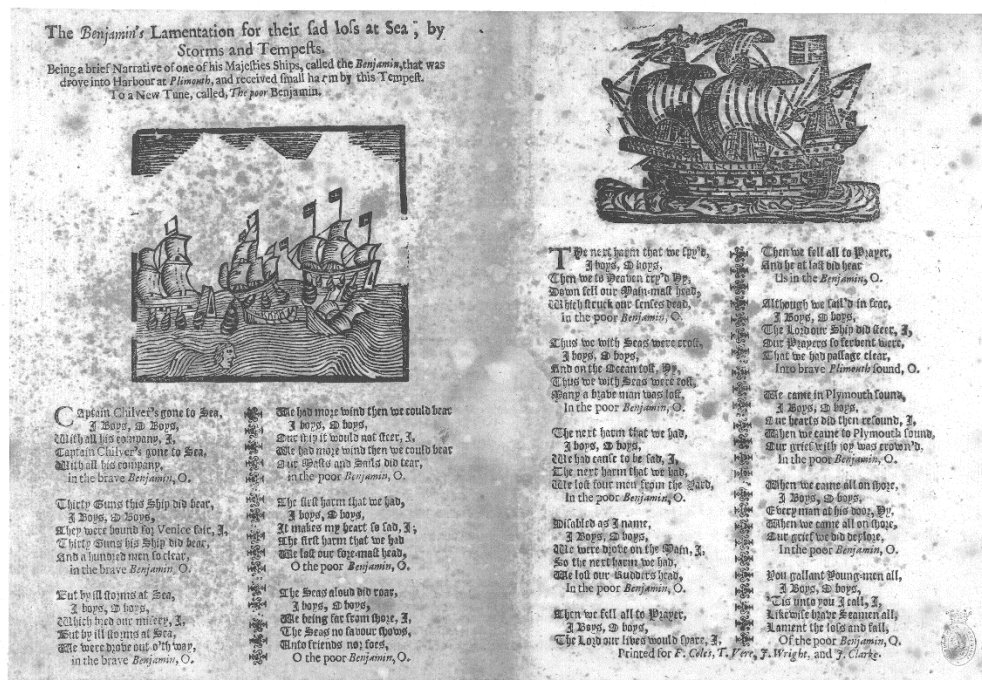 The Benjamin's Lamentation for their sad loss at Sea, by
Storms and Tempests.
Being a brief Narrative of one of his Majesties Ships, called the Benjamin, that was
drove into Harbour at Plimouth, and received small harm by this Tempest.
To a New Tune, called, The poor Benjamin.
CAptain Chilver's gone to Sea,
I Boys, O Boys,
With all his company, I,
Captain Chilver's gone to Sea,
With all his company,
in the brave Benjamin, O.
Thirty Guns this Ship did bear,
I Boys, O Boys,
They were bound for Venice fair, I,
Thirty Guns his Ship did bear,
And a hundred men so clear,
in the brave Benjamin, O.
But by ill storms at Sea,
I boys, O boys,
Which bred our misery, I,
But by ill storms at Sea,
We were drove out o'th way,
in the brave Benjamin, O.
We had more wind then we could bear
I boys, O boys,
Our ship it would not steer, I,
We had more wind then we could bear
Our Masts and Sails did tear,
in the poor Benjamin, O.
The first harm that we had,
I boys, O boys,
It makes my heart so sad, I;
The first harm that we had
We lost our fore-mast head,
O the poor Benjamin, O.
The Seas aloud did roar,
I boys, O boys,
We being far from shore, I,
The Seas no favour shows,
Unto friends nor foes,
O the poor Benjamin, O.
THe next harm that we spy'd,
I boys, O boys,
Then we to Heaven cry'd Hy,
Down fell our Main-mast head,
Which struck our senses dead,
in the poor Benjamin, O.
Thus we with Seas were crost,
I boys, O boys,
And on the Ocean tost, Hy,
Thus we with Seas were tost,
Many a brave man was lost,
In the poor Benjamin, O.
The next harm that we had,
I boys, O boys,
We had cause to be sad, I,
The next harm that we had,
We lost four men from the Yard,
In the poor Benjamin, O.
Disabled as I name,
I boys, O boys,
We were drove on the Main, I,
So the next harm we had,
We lost our Rudders head,
In the poor Benjamin, O.
Then we fell all to Prayer,
I Boys, O boys,
The Lord our lives would spare, I.
Then we fell all to Prayer,
And he at last did hear
Us in the Benjamin, O.
Although we sail'd in fear,
I Boys, O boys,
The Lord our Ship did steer, I,
Our Prayers so fervent were,
That we had passage clear,
Into brave Plimouth sound, O.
We came in Plymouth sound,
I Boys, O boys,
Our hearts did then resound, I,
When we came to Plymouth sound,
Our grief with joy was crown'd.
In the poor Benjamin, O.
When we came all on shore,
I Boys, O boys,
Every man at his door, Hy,
When we came all on shore,
Our grief we did deplore,
In the poor Benjamin, O.
You gallant Young-men all,
I Boys, O boys,
'Tis unto you I call, I,
Likewise brave Seamen all,
Lament the loss and fall,
Of the poor Benjamin, O.
Printed for F. Coles, T. Vere, J. Wright, and J. Clarke.